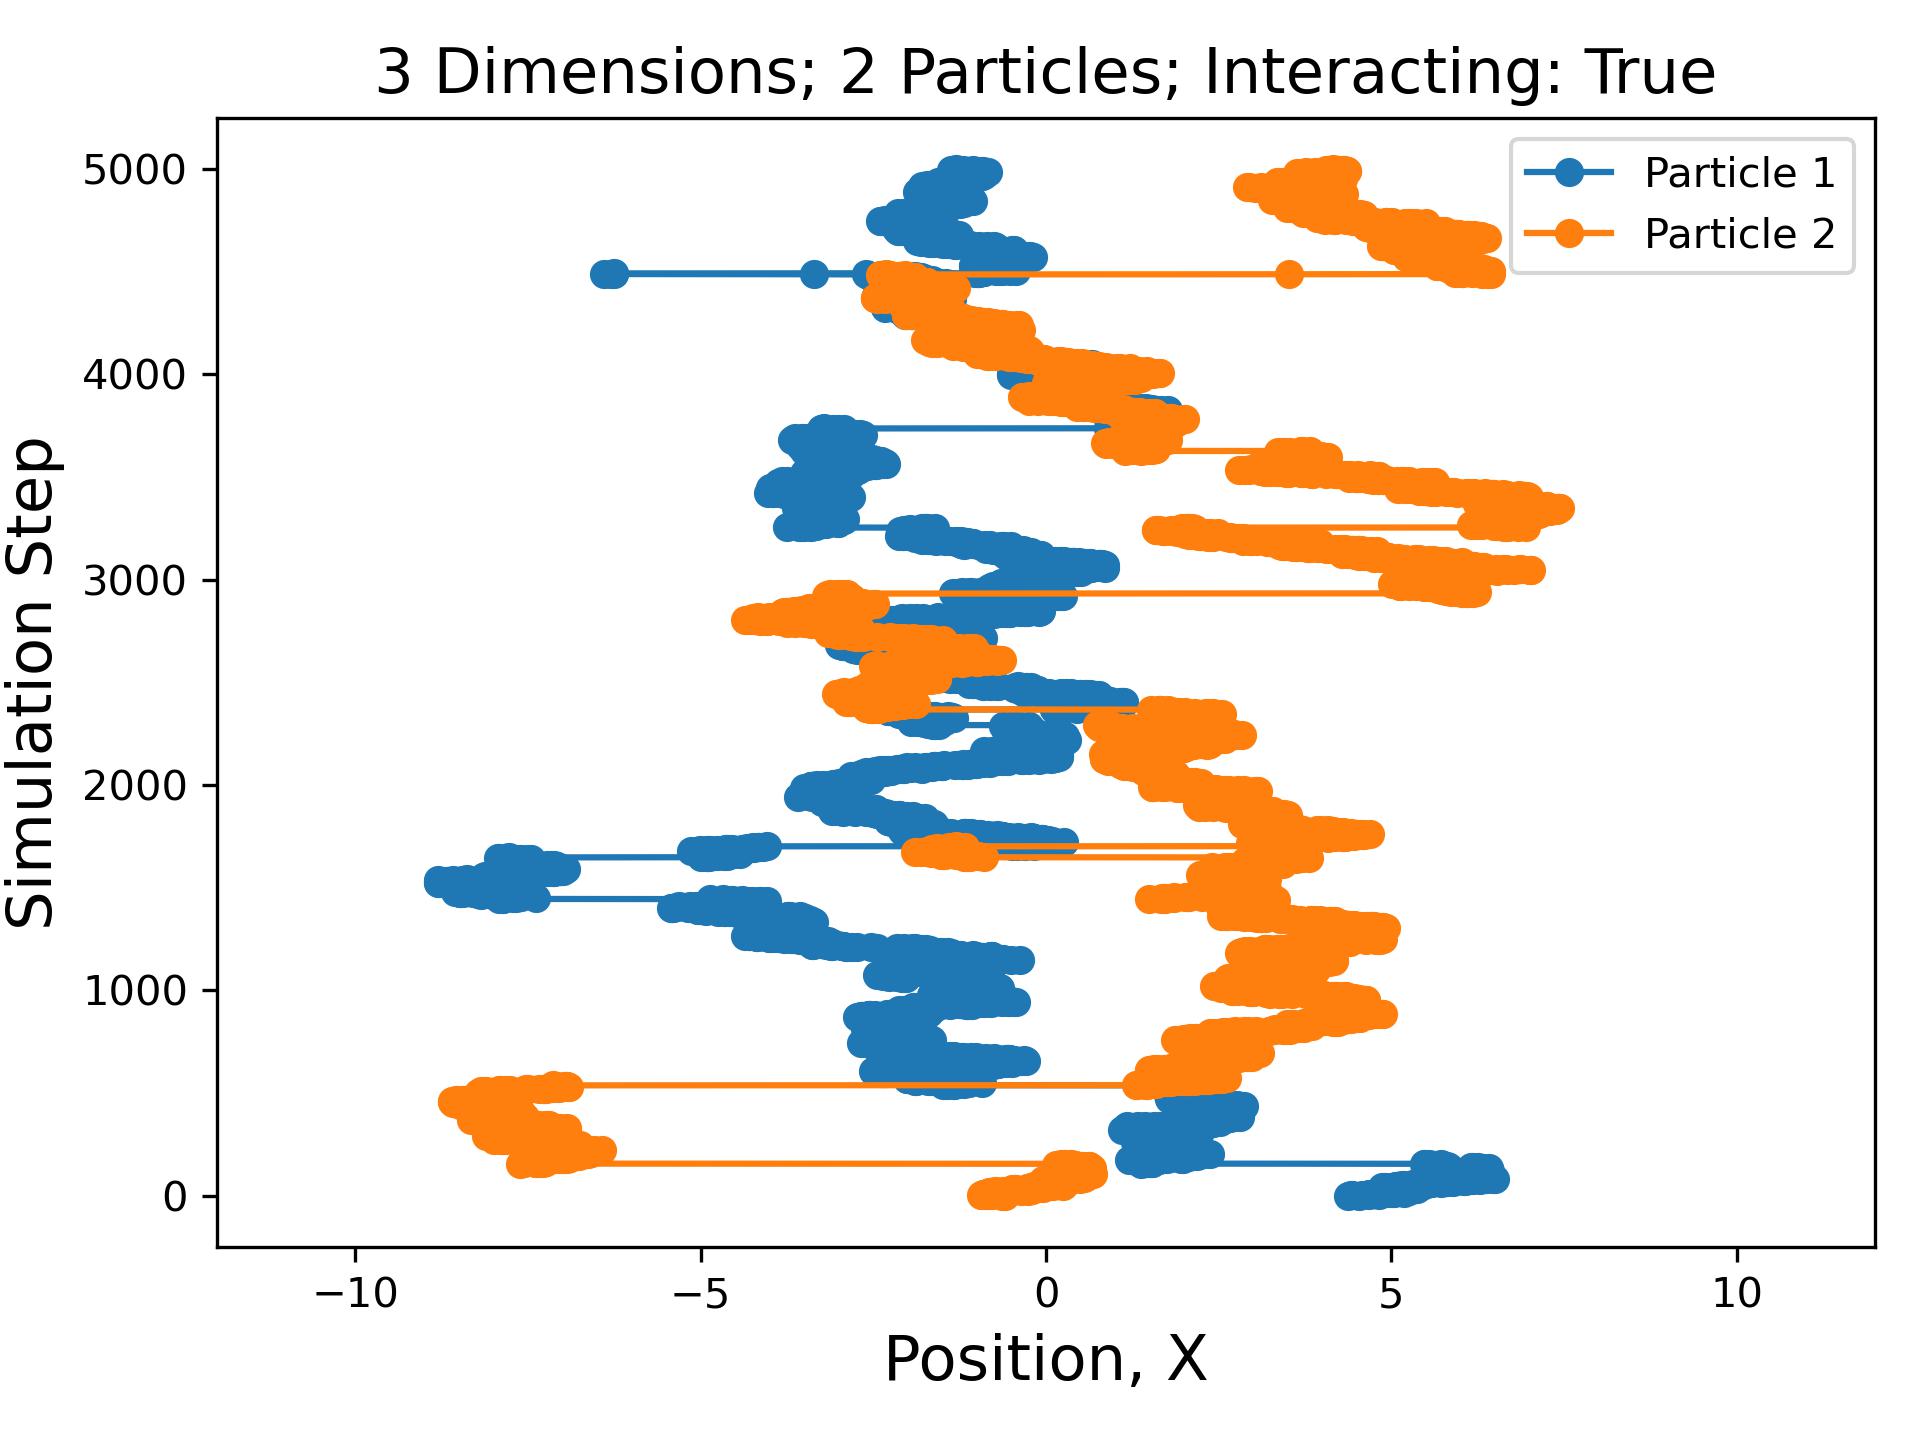 3 Dimensions; 2 Particles; Interacting: True
Particle 1
Particle 2
Simulation Step
5000
4000
3000
2000
1000
0
−10
−5
0
5
10
Position, X